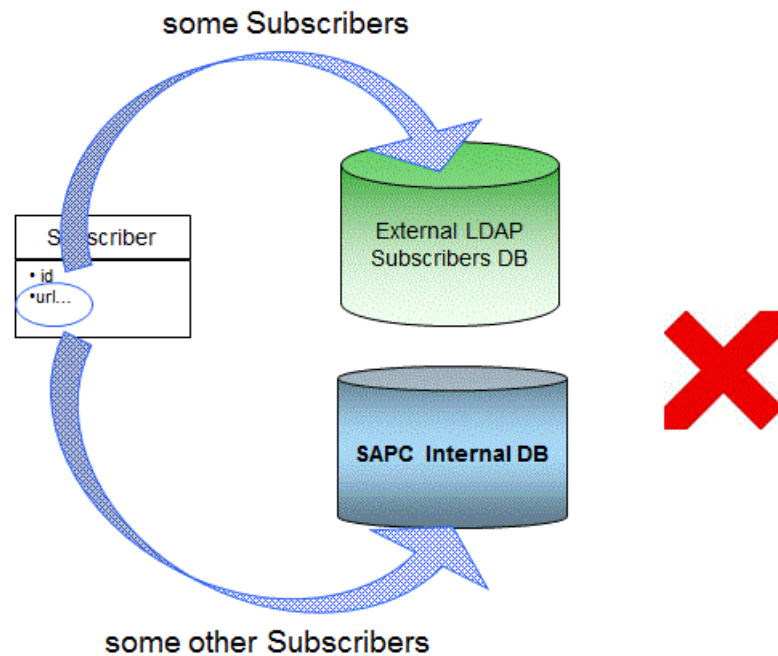 some Subscribers
Subscriber
• id
•url...
External LDAP
Subscribers DB
SAPC Internal DB
some other Subscribers